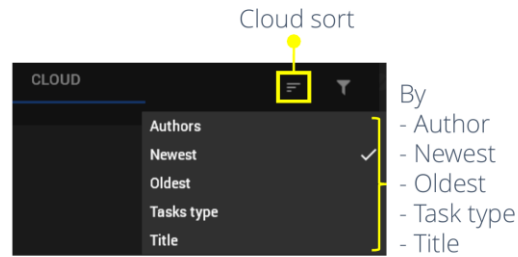 Cloud sort
CLOUD
Authors
Newest
Oldest
Tasks type
Title
By
- Author
- Newest
- Oldest
- Task type
- Title